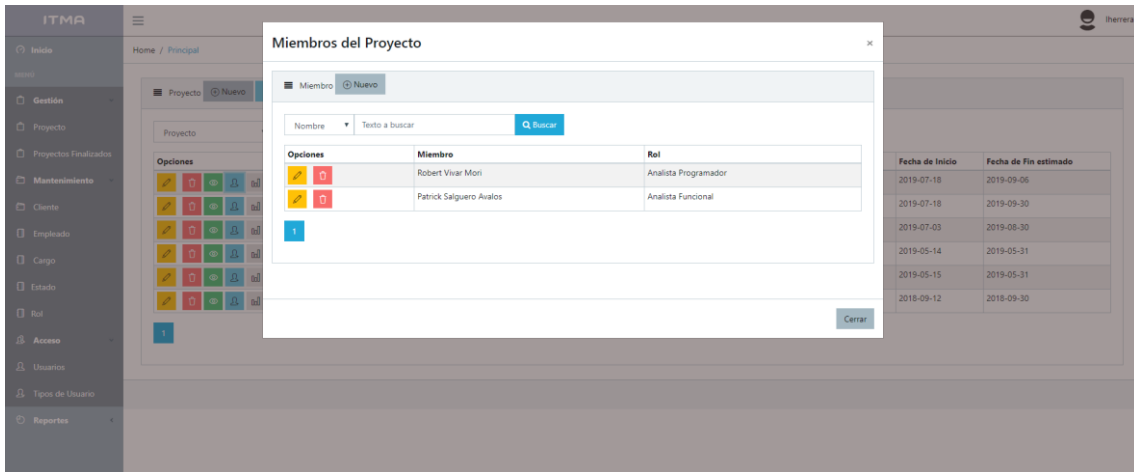 ITMA
lherrera
Inicio
Home / Principal
MENU
Gestión
Proyecto
Proyectos Finalizados
Mantenimiento
Cliente
Empleado
Cargo
Estado
Rol
Acceso
Usuarios
Tipos de Usuario
Reportes
Proyecto Nuevo
Proyecto
Opciones
Fecha de Inicio Fecha de Fin estimado
2019-07-18 2019-09-06
2019-07-18 2019-09-30
2019-07-03 2019-08-30
2019-05-14 2019-05-31
2019-05-15 2019-05-31
2018-09-12 2018-09-30
1
Miembros del Proyecto ×
Miembro Nuevo
Nombre Texto a buscar Buscar
Opciones Miembro Rol
Robert Vivar Mori Analista Programador
Patrick Salguero Avalos Analista Funcional
1
Cerrar